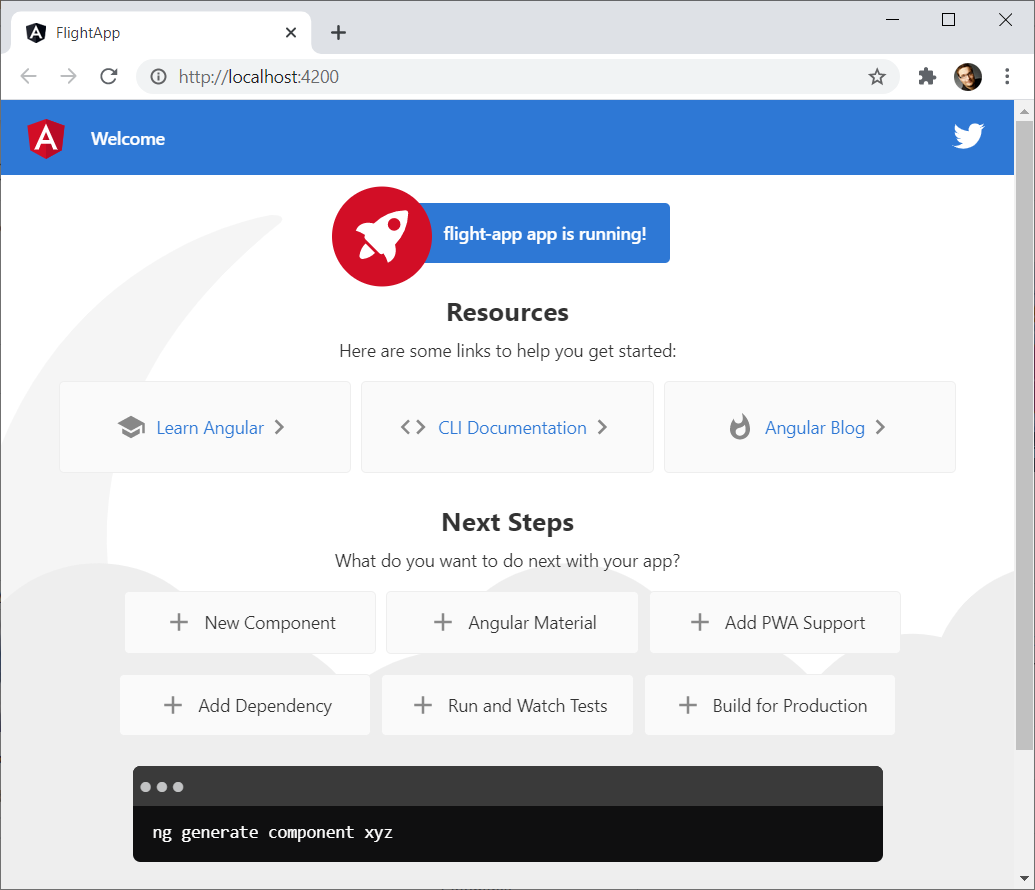 FlightApp
http://localhost:4200
Welcome
flight-app app is running!
Resources
Here are some links to help you get started:
Learn Angular
CLI Documentation
Angular Blog
Next Steps
What do you want to do next with your app?
New Component
Angular Material
Add PWA Support
Add Dependency
Run and Watch Tests
Build for Production
ng generate component xyz